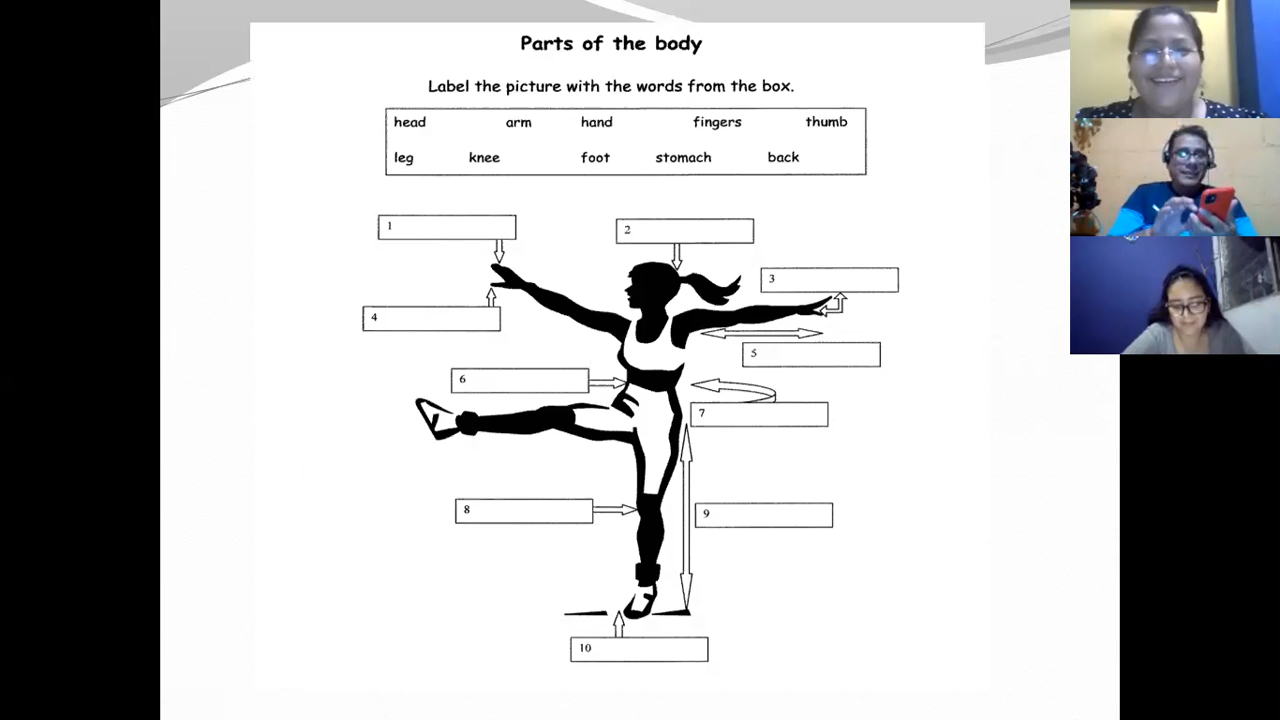 Parts of the body
Label the picture with the words from the box.
head arm hand fingers thumb
leg knee foot stomach back
1
2
3
4
5
6
7
8
9
10